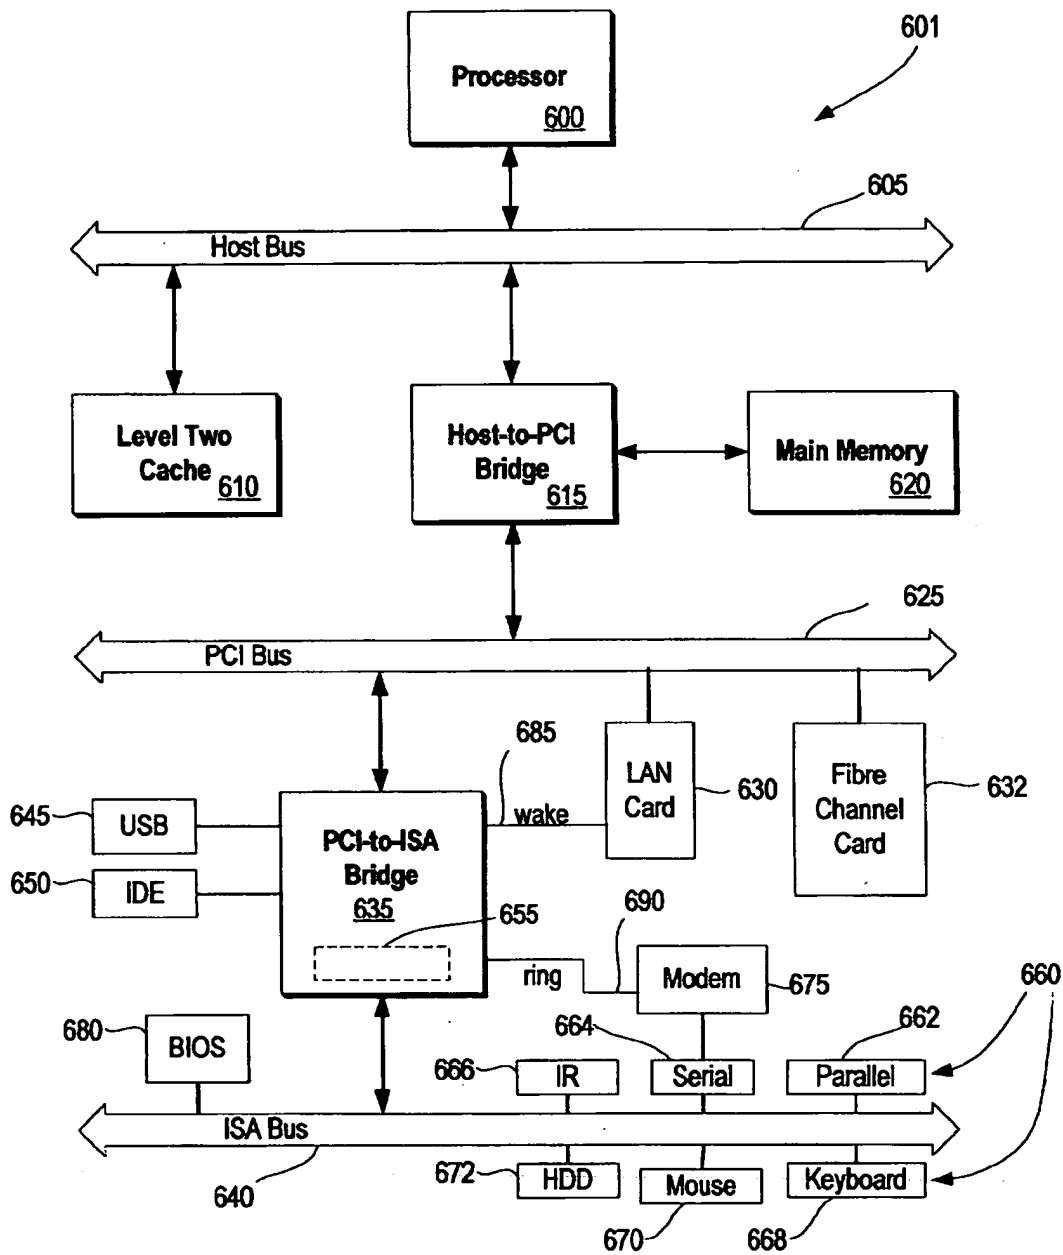 601
Processor
600
605
Host Bus
Level Two
Cache
610
Host-to-PCI
Bridge
615
Main Memory
620
625
PCI Bus
685
LAN
Card
630
Fibre
Channel
Card
632
645
USB
wake
PCI-to-ISA
Bridge
635
650
IDE
655
690
ring
Modem
675
660
680
BIOS
664
662
666
IR
Serial
Parallel
ISA Bus
640
672
HDD
Mouse
Keyboard
670
668